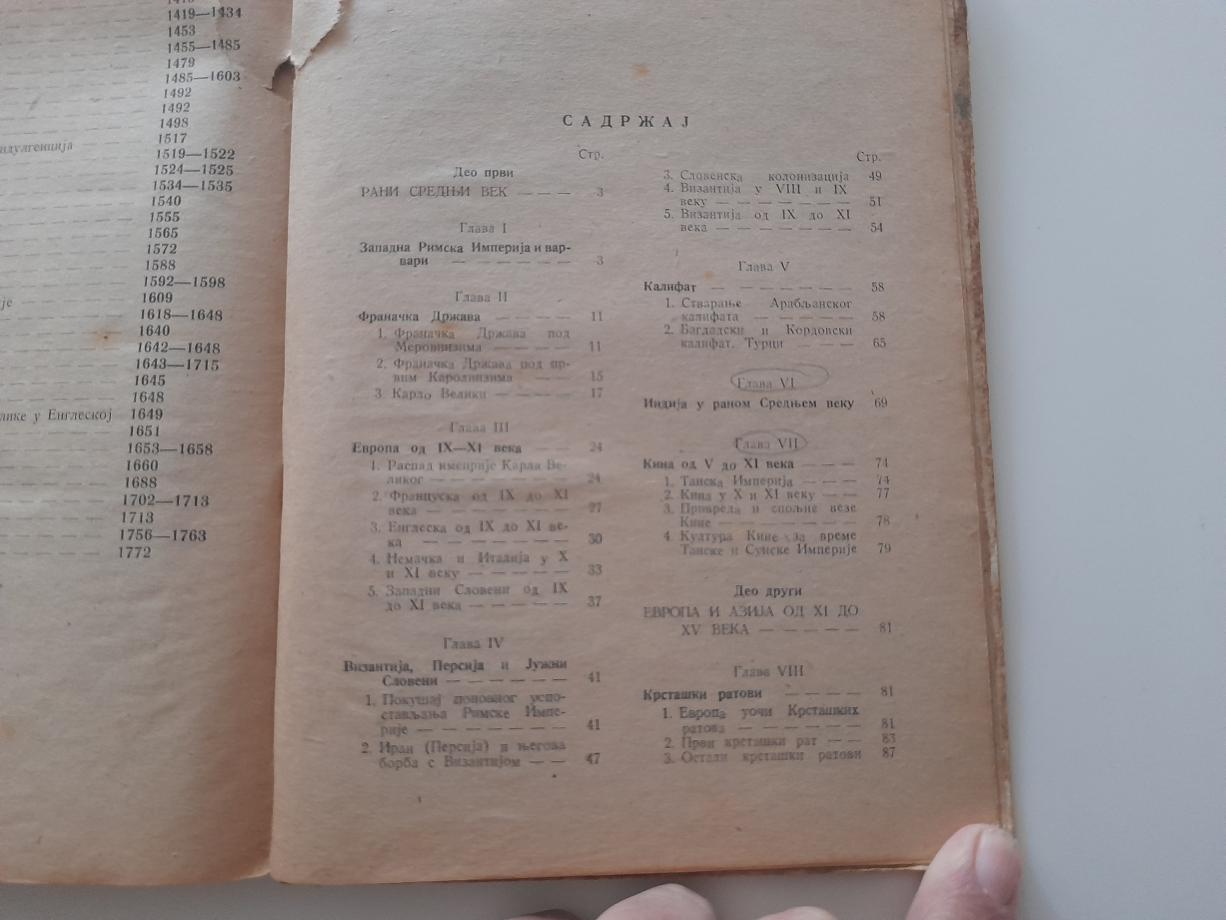 1419—1434
1453
1455—1485
1479
1485—1603
1492
1492
1498
1517
1519—1522
1524—1525
1534—1535
1540
1555
1565
1572
1588
1592—1598
1609
1618—1648
1640
1642—1648
1643—1715
1645
1648
у Енглеској 1649
1651
1653—1658
1660
1688
1702—1713
1713
1756—1763
1772
САДРЖАЈ
Стр.
Део први
РАНИ СРЕДЊИ ВЕК — — — 3
Глава I
Западна Римска Империја и вар-
вари — — — — — — 3
Глава II
Франачка Држава — — — — 11
1. Франачка Држава под
Меровинзима — — — — 11
2. Франачка Држава под пр-
вим Каролинзима — — 15
3. Карло Велики — — — — 17
Глава III
Европа од IX—XI века — 24
1. Распад имеprије Карла Ве-
ликог — — — — — — 24
2. Француска од IX до XI
века — — — — — — 27
3. Енглеска од IX до XI ве-
ка — — — — — — 30
4. Немачка и Италија у X
и XI веку — — — — — 33
5. Западни Словени од IX
до XI века — — — — — 37
Глава IV
Византија, Персија и Јужни
Словени — — — — — — 41
1. Покушај поновног успо-
стављања Римске Импе-
рије — — — — — — 41
2. Иран (Персија) и његова
борба с Византијом — — 47
Стр.
3. Словенска колонизација 49
4. Византија у VIII и IX
веку — — — — — — 51
5. Византија од IX до XI
века — — — — — — 54
Глава V
Калифат — — — — — — 58
1. Стварање Арабљанског
калифата — — — — — 58
2. Багдадски и Кордовски
калифат. Турци — — — 65
Глава VI
Индија у раном Средњем веку 69
Глава VII
Кина од V до XI века — — — 74
1. Танска Империја — — — 74
2. Кина у X и XI веку — — 77
3. Привреда и спољне везе
Кине — — — — — — 78
4. Култура Кине за време
Танске и Сунске Империје 79
Део други
ЕВРОПА И АЗИЈА ОД XI ДО
XV ВЕКА — — — — — 81
Глава VIII
Крсташки ратови — — — — 81
1. Европа уочи Крсташких
ратова — — — — — — 81
2. Први крсташки рат — — 83
3. Остали крсташки ратови 87